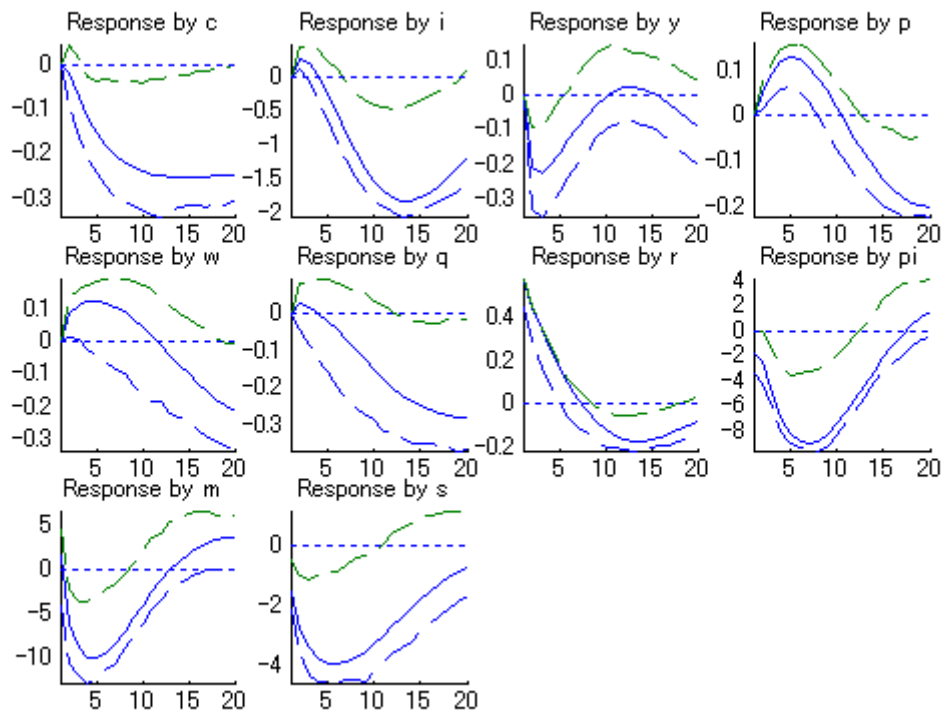 Response by c
0
-0.1
-0.2
-0.3
5 10 15 20
Response by i
0
-0.5
-1
-1.5
-2
5 10 15 20
Response by y
0.1
0
-0.1
-0.2
-0.3
5 10 15 20
Response by p
0.1
0
-0.1
-0.2
5 10 15 20
Response by w
0.1
0
-0.1
-0.2
-0.3
5 10 15 20
Response by q
0
-0.1
-0.2
-0.3
5 10 15 20
Response by r
0.4
0.2
0
-0.2
5 10 15 20
Response by pi
4
2
0
-2
-4
-6
-8
5 10 15 20
Response by m
5
0
-5
-10
5 10 15 20
Response by s
0
-2
-4
5 10 15 20